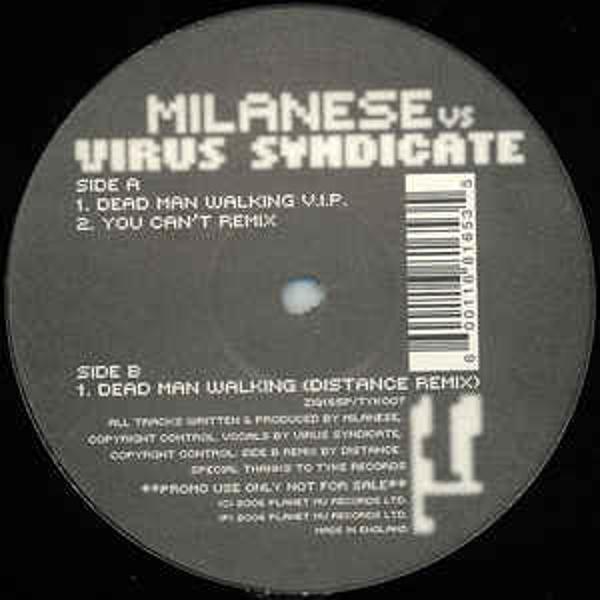 MILANESE VS
VIRUS SYNDICATE
SIDE A
1. DEAD MAN WALKING V.I.P.
2. YOU CAN'T REMIX
SIDE B
1. DEAD MAN WALKING (DISTANCE REMIX)
ZIQ165P/TYK007
ALL TRACKS WRITTEN & PRODUCED BY MILANESE,
COPYRIGHT CONTROL. VOCALS BY VIRUS SYNDICATE,
COPYRIGHT CONTROL. SIDE B REMIX BY DISTANCE.
SPECIAL THANKS TO TYKE RECORDS
**PROMO USE ONLY NOT FOR SALE**
(C) 2006 PLANET MU RECORDS LTD.
(P) 2006 PLANET MU RECORDS LTD.
MADE IN ENGLAND